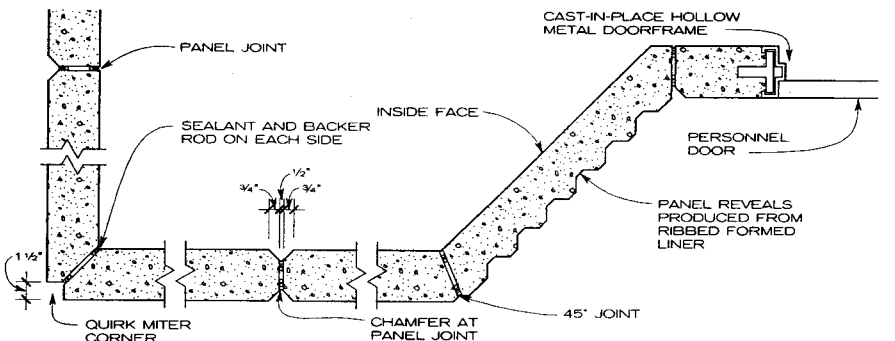 CAST-IN-PLACE HOLLOW
METAL DOORFRAME
PANEL JOINT
INSIDE FACE
SEALANT AND BACKER
ROD ON EACH SIDE
PERSONNEL
DOOR
1/2"
3/4" 3/4"
PANEL REVEALS
PRODUCED FROM
RIBBED FORMED
LINER
1 1/2"
45° JOINT
QUIRK MITER
CORNER
CHAMFER AT
PANEL JOINT